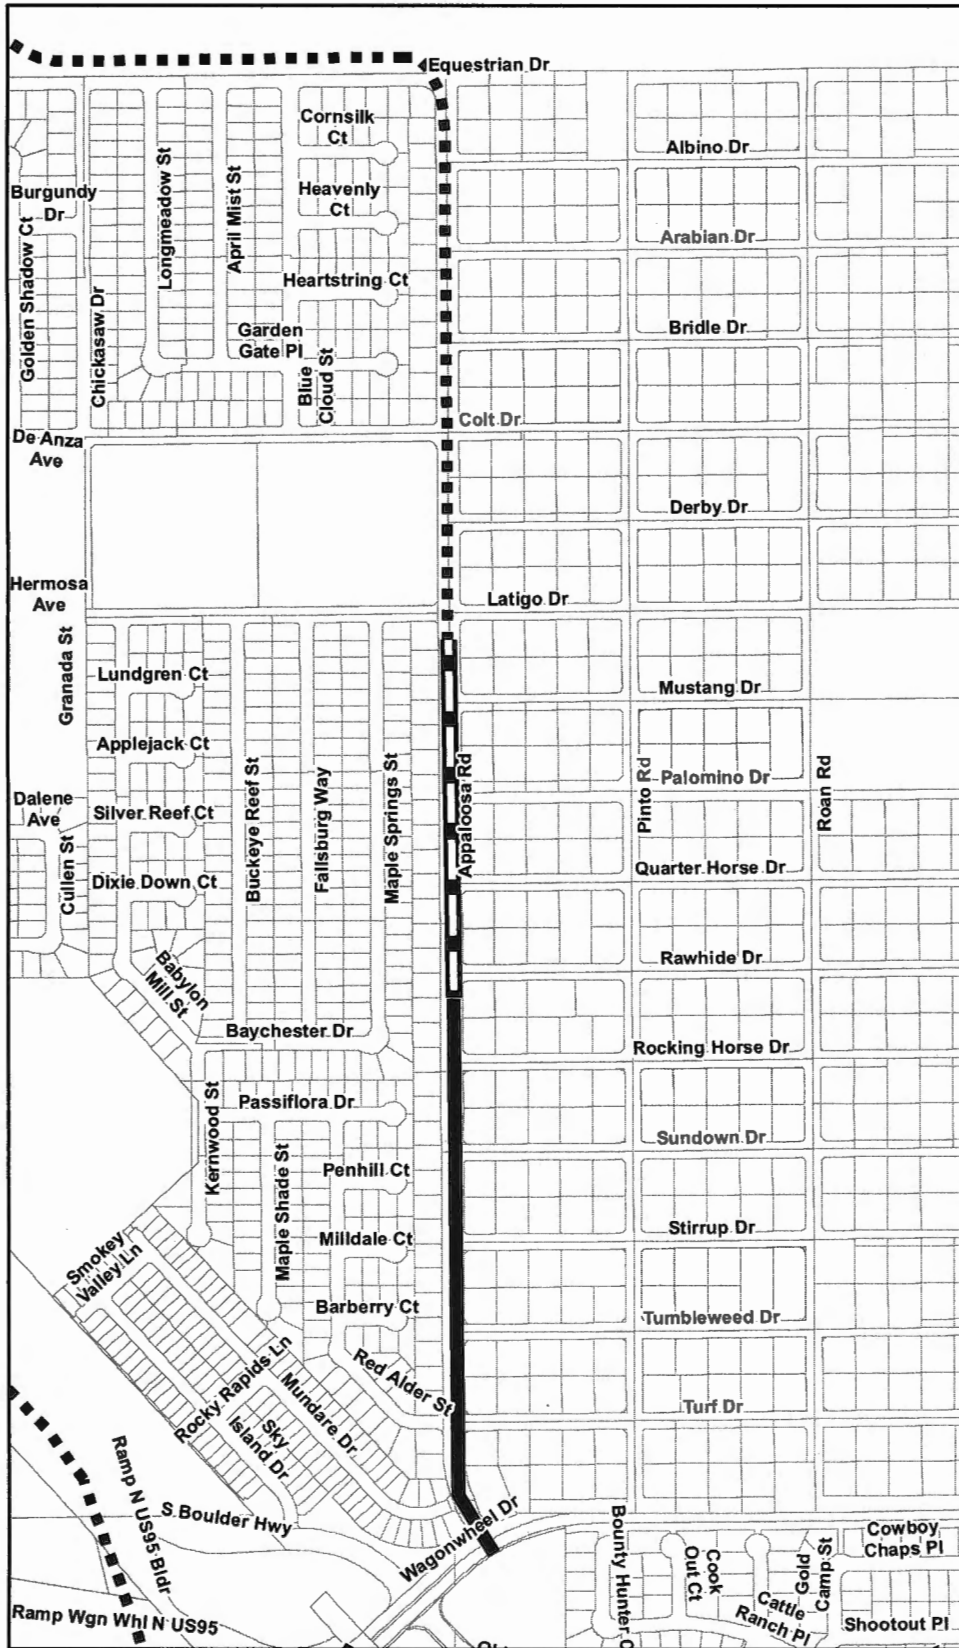 Equestrian Dr
Cornsilk
Ct
Albino Dr
Burgundy
Dr
Longmeadow St
April Mist St
Heavenly
Ct
Golden Shadow Ct
Arabian Dr
Heartstring Ct
Chickasaw Dr
Garden
Gate Pl
Bridle Dr
Blue
Cloud St
Colt Dr
De Anza
Ave
Derby Dr
Hermosa
Ave
Latigo Dr
Granada St
Lundgren Ct
Mustang Dr
Applejack Ct
Buckeye Reef St
Fallsburg Way
Maple Springs St
Appaloosa Rd
Pinto Rd
Palomino Dr
Roan Rd
Dalene
Ave
Silver Reef Ct
Cullen St
Dixie Down Ct
Quarter Horse Dr
Babylon
Mill St
Rawhide Dr
Baychester Dr
Rocking Horse Dr
Kernwood St
Passiflora Dr
Maple Shade St
Sundown Dr
Penhill Ct
Milldale Ct
Stirrup Dr
Smokey
Valley Ln
Barberry Ct
Tumbleweed Dr
Rocky Rapids Ln
Mundare Dr
Red Alder St
Turf Dr
Sky
Island Dr
Ramp N US95 Bldr
S Boulder Hwy
Wagonwheel Dr
Bounty Hunter C
Cook
Out Ct
Gold
Camp St
Cowboy
Chaps Pl
Cattle
Ranch Pl
Ramp Wgn Whl N US95
Shootout Pl